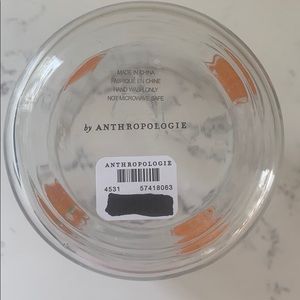 MADE IN CHINA
FABRIQUÉ EN CHINE
HAND WASH ONLY
NOT MICROWAVE SAFE
by ANTHROPOLOGIE
ANTHROPOLOGIE
4531 57418063